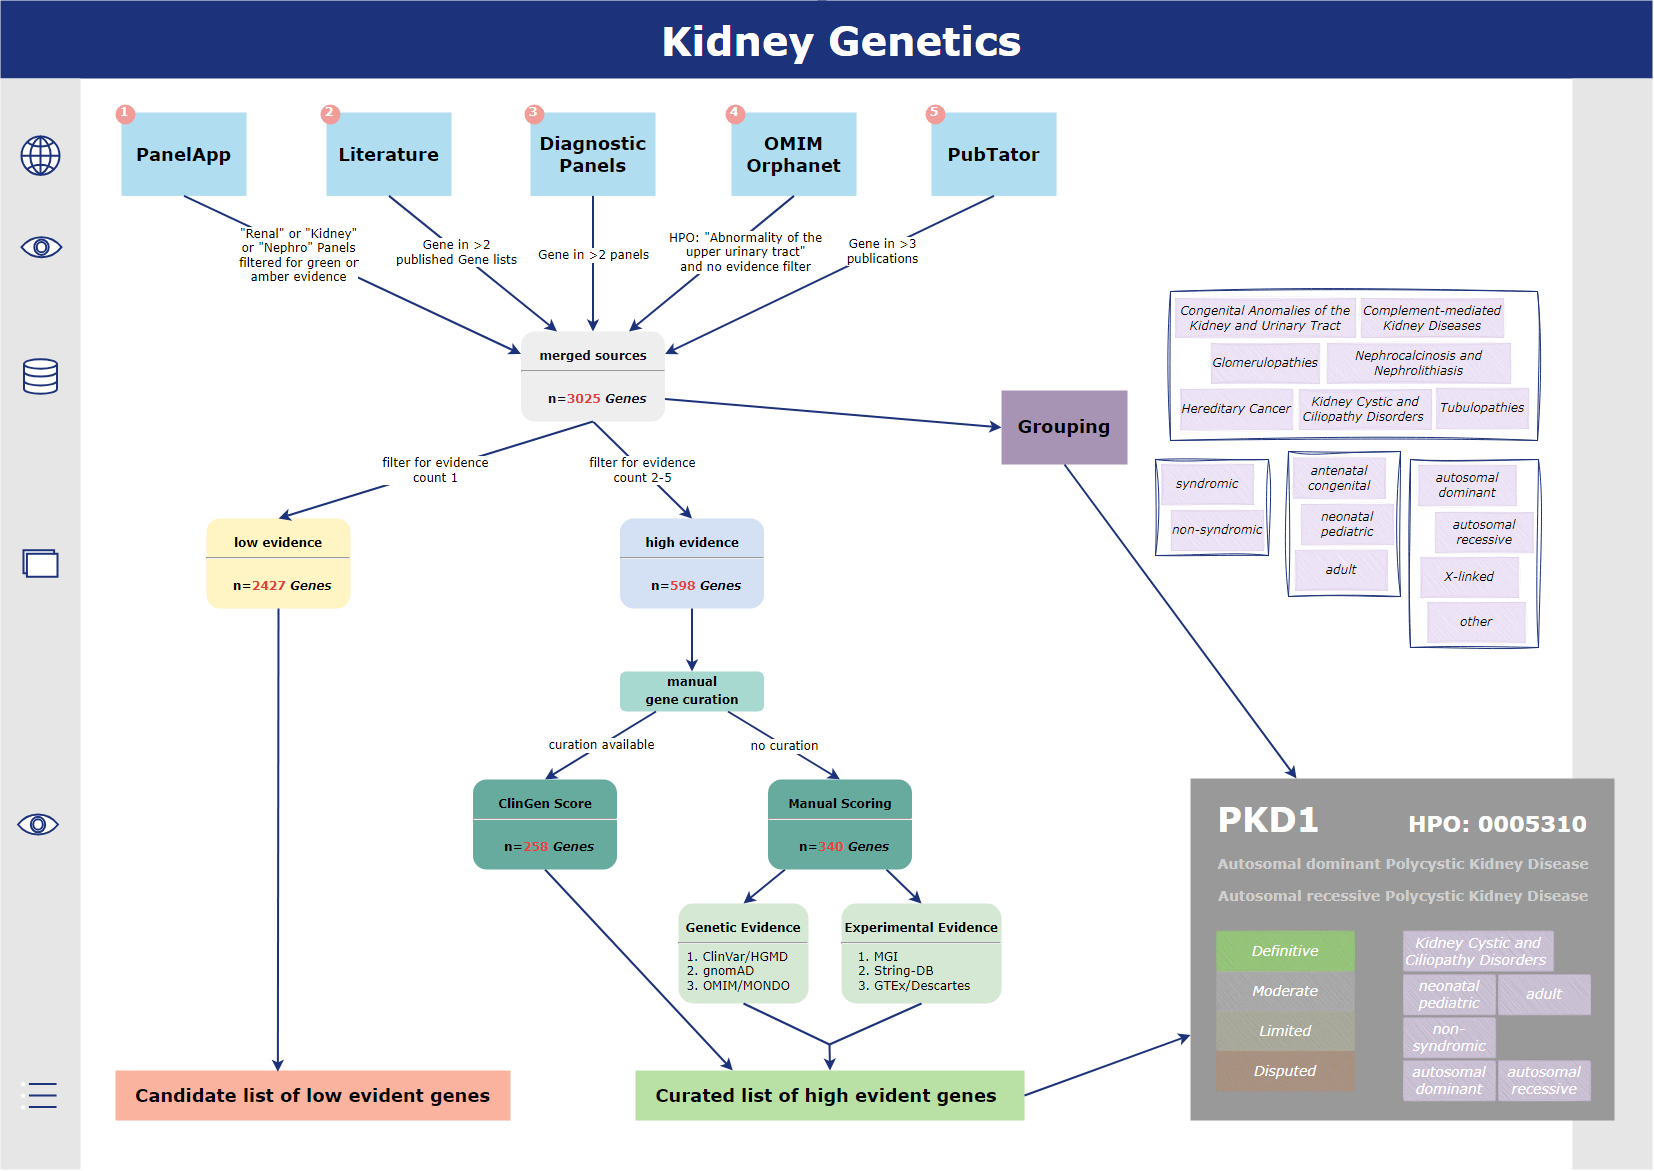 Kidney Genetics
1
PanelApp
2
Literature
3
Diagnostic
Panels
4
OMIM
Orphanet
5
PubTator
"Renal" or "Kidney"
or "Nephro" Panels
filtered for green or
amber evidence
Gene in >2
published Gene lists
Gene in >2 panels
HPO: "Abnormality of the
upper urinary tract"
and no evidence filter
Gene in >3
publications
merged sources
n=3025 Genes
Grouping
Congenital Anomalies of the
Kidney and Urinary Tract
Complement-mediated
Kidney Diseases
Glomerulopathies
Nephrocalcinosis and
Nephrolithiasis
Hereditary Cancer
Kidney Cystic and
Ciliopathy Disorders
Tubulopathies
syndromic
non-syndromic
antenatal
congenital
neonatal
pediatric
adult
autosomal
dominant
autosomal
recessive
X-linked
other
filter for evidence
count 1
filter for evidence
count 2-5
low evidence
n=2427 Genes
high evidence
n=598 Genes
manual
gene curation
curation available
no curation
ClinGen Score
n=258 Genes
Manual Scoring
n=340 Genes
Genetic Evidence
1. ClinVar/HGMD
2. gnomAD
3. OMIM/MONDO
Experimental Evidence
1. MGI
2. String-DB
3. GTEx/Descartes
Candidate list of low evident genes
Curated list of high evident genes
PKD1
HPO: 0005310
Autosomal dominant Polycystic Kidney Disease
Autosomal recessive Polycystic Kidney Disease
Definitive
Moderate
Limited
Disputed
Kidney Cystic and
Ciliopathy Disorders
neonatal
pediatric
adult
non-
syndromic
autosomal
dominant
autosomal
recessive